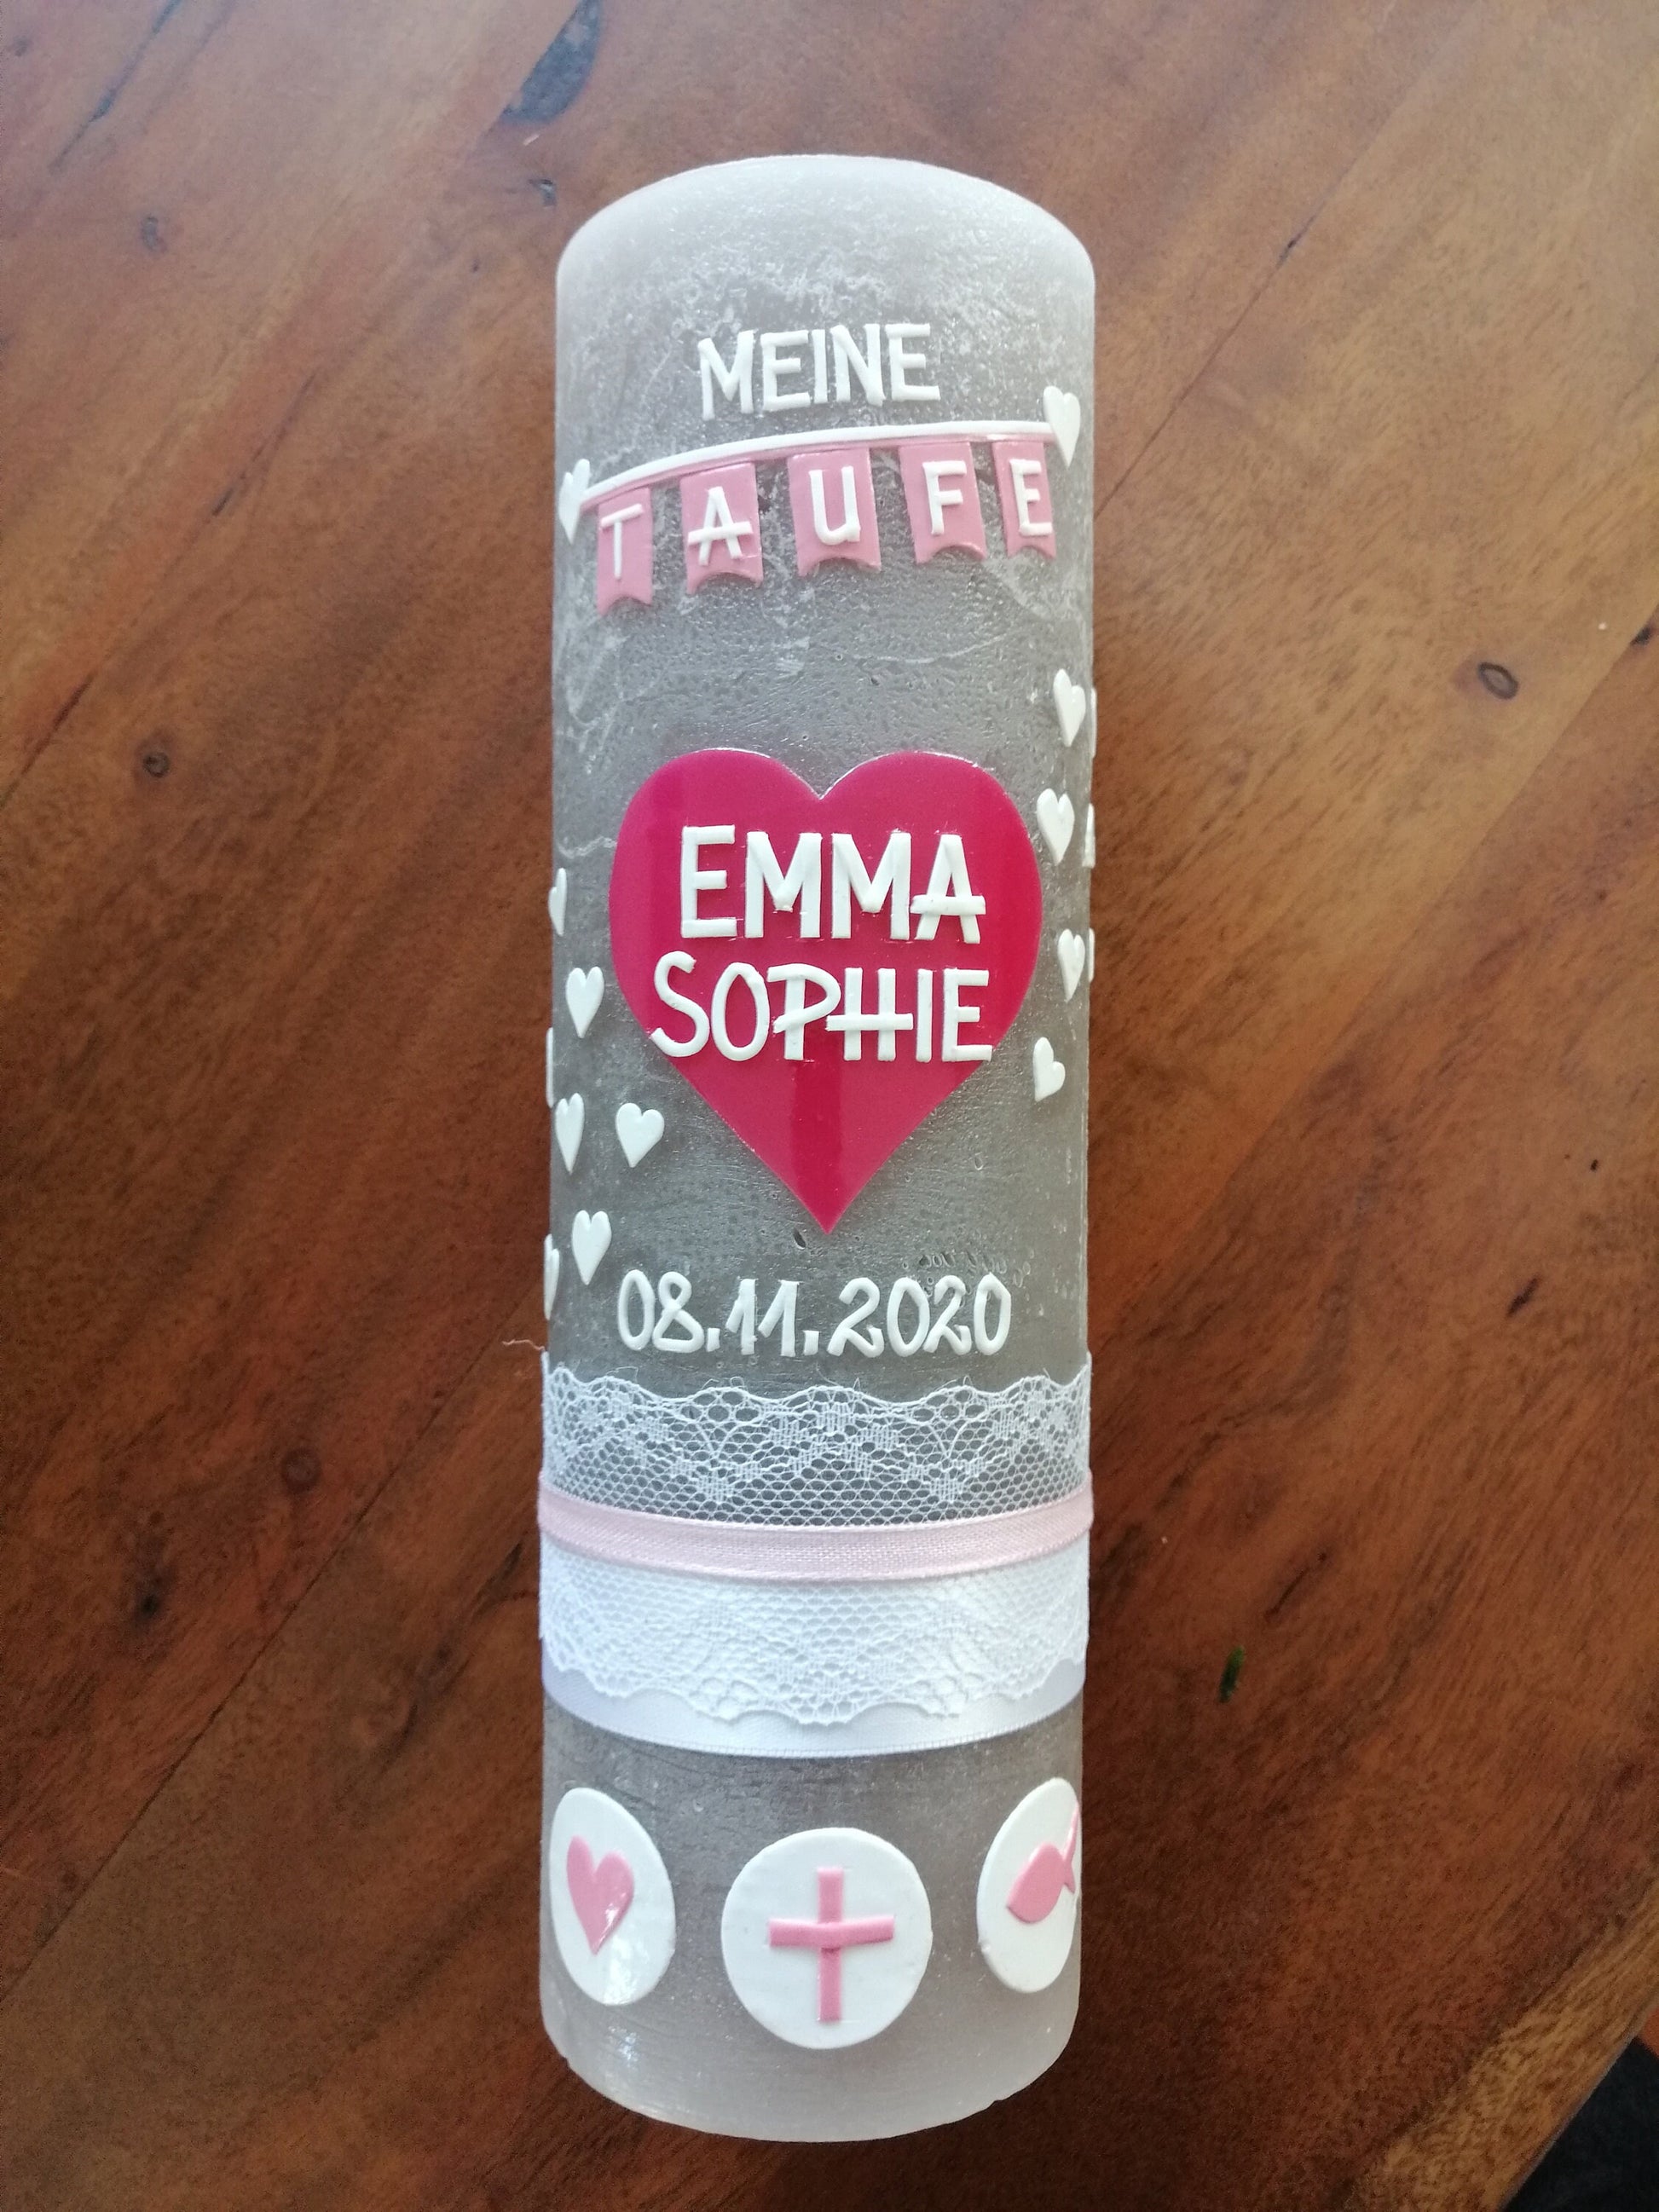 MEINE
TAUFE
EMMA
SOPHIE
08.11.2020